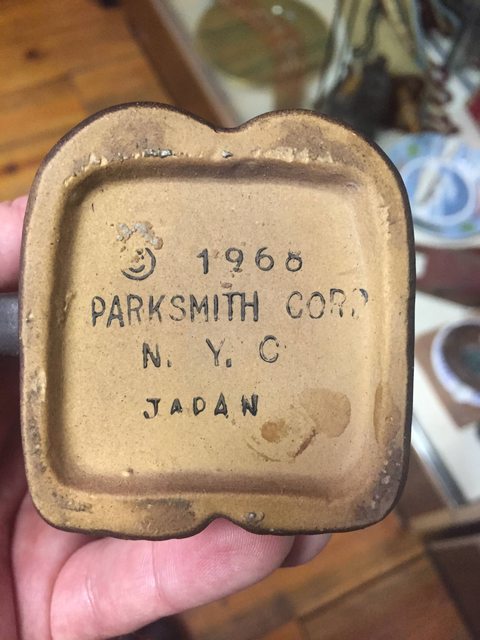 © 1968
PARKSMITH CORP
N. Y. C
JAPAN